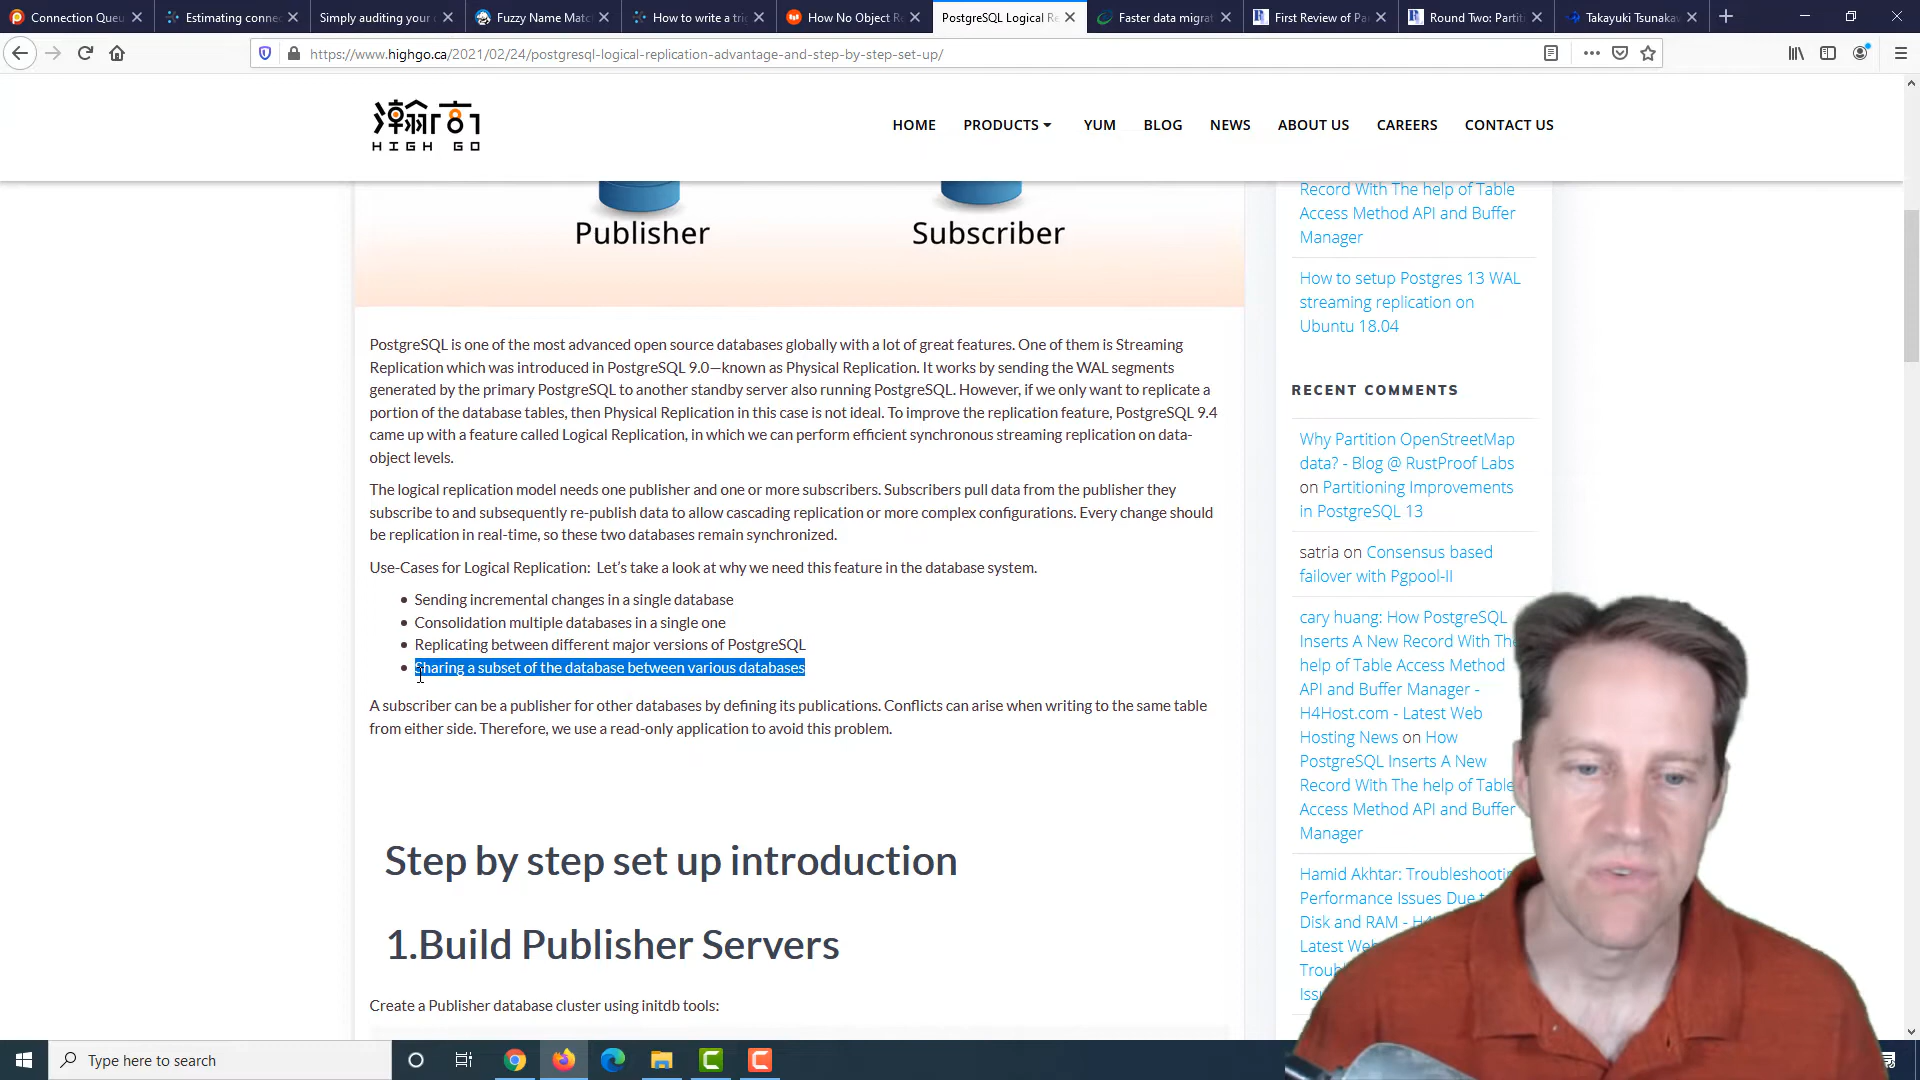 Connection Queu
Estimating conne
Simply auditing your
Fuzzy Name Matc
How to write a tri
How No Object R
PostgreSQL Logical Re
Faster data migrat
First Review of Pa
Round Two: Partiti
Takayuki Tsunakaw
https://www.highgo.ca/2021/02/24/postgresql-logical-replication-advantage-and-step-by-step-set-up/
瀚高
HIGH GO
HOME
PRODUCTS
YUM
BLOG
NEWS
ABOUT US
CAREERS
CONTACT US
Publisher
Subscriber
PostgreSQL is one of the most advanced open source databases globally with a lot of great features. One of them is Streaming
Replication which was introduced in PostgreSQL 9.0—known as Physical Replication. It works by sending the WAL segments
generated by the primary PostgreSQL to another standby server also running PostgreSQL. However, if we only want to replicate a
portion of the database tables, then Physical Replication in this case is not ideal. To improve the replication feature, PostgreSQL 9.4
came up with a feature called Logical Replication, in which we can perform efficient synchronous streaming replication on data-
object levels.
The logical replication model needs one publisher and one or more subscribers. Subscribers pull data from the publisher they
subscribe to and subsequently re-publish data to allow cascading replication or more complex configurations. Every change should
be replication in real-time, so these two databases remain synchronized.
Use-Cases for Logical Replication: Let's take a look at why we need this feature in the database system.
Sending incremental changes in a single database
Consolidation multiple databases in a single one
Replicating between different major versions of PostgreSQL
Sharing a subset of the database between various databases
A subscriber can be a publisher for other databases by defining its publications. Conflicts can arise when writing to the same table
from either side. Therefore, we use a read-only application to avoid this problem.
Step by step set up introduction
1.Build Publisher Servers
Create a Publisher database cluster using initdb tools:
Record With The help of Table
Access Method API and Buffer
Manager
How to setup Postgres 13 WAL
streaming replication on
Ubuntu 18.04
RECENT COMMENTS
Why Partition OpenStreetMap
data? - Blog @ RustProof Labs
on Partitioning Improvements
in PostgreSQL 13
satria on Consensus based
failover with Pgpool-II
cary huang: How PostgreSQL
Inserts A New Record With The
help of Table Access Method
API and Buffer Manager -
H4Host.com - Latest Web
Hosting News on How
PostgreSQL Inserts A New
Record With The help of Table
Access Method API and Buffer
Manager
Hamid Akhtar: Troubleshootin
Performance Issues Due t
Disk and RAM - H4
Latest Web
Troub
Iss
Type here to search